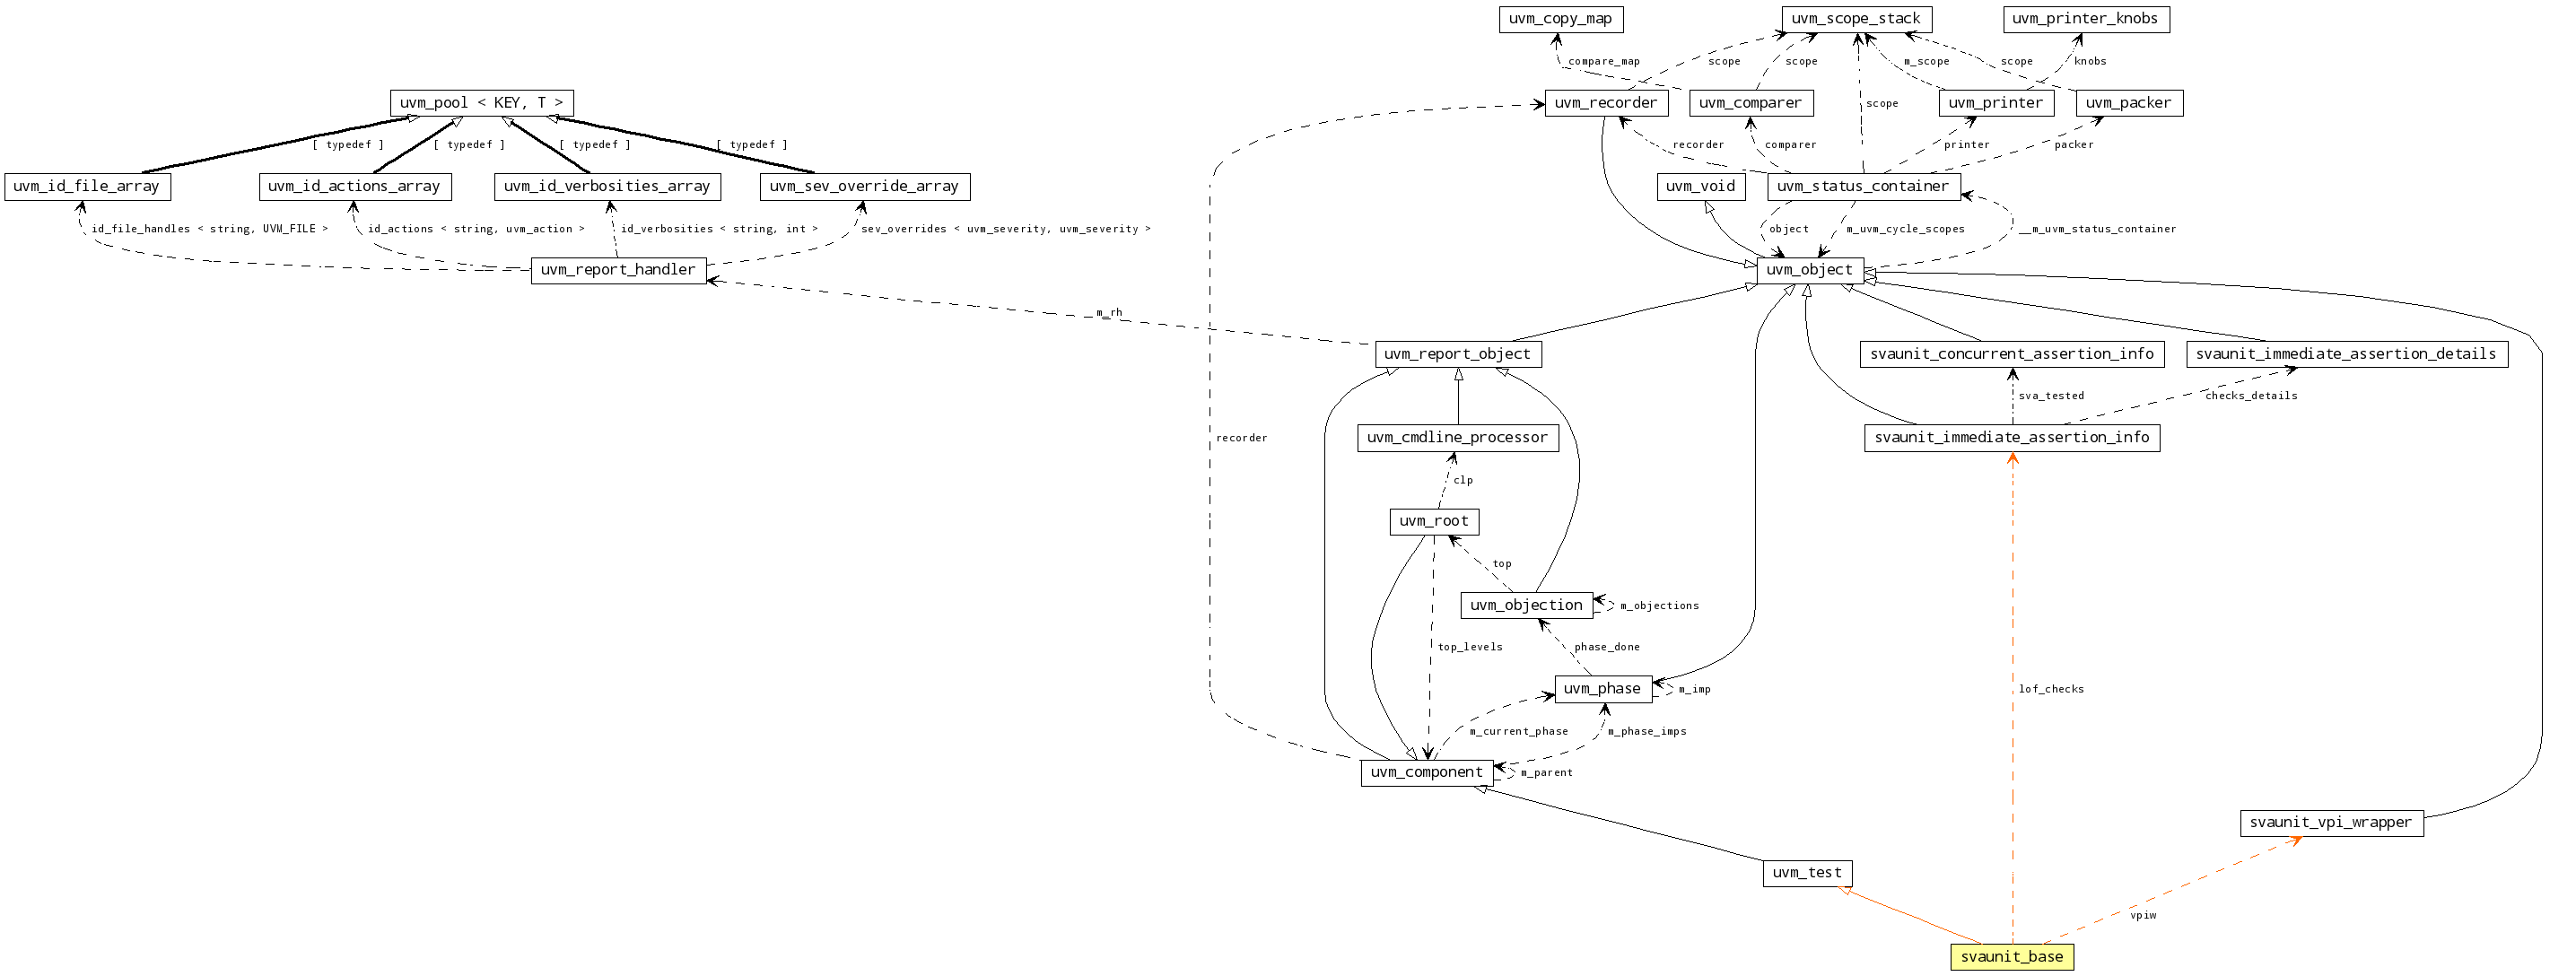 uvm_copy_map
uvm_scope_stack
uvm_printer_knobs
compare_map
scope
scope
m_scope
scope
knobs
uvm_pool < KEY, T >
uvm_recorder
uvm_comparer
scope
uvm_printer
uvm_packer
[ typedef ]
[ typedef ]
[ typedef ]
[ typedef ]
recorder
comparer
printer
packer
uvm_id_file_array
uvm_id_actions_array
uvm_id_verbosities_array
uvm_sev_override_array
uvm_void
uvm_status_container
id_file_handles < string, UVM_FILE >
id_actions < string, uvm_action >
id_verbosities < string, int >
sev_overrides < uvm_severity, uvm_severity >
object
m_uvm_cycle_scopes
__m_uvm_status_container
uvm_report_handler
uvm_object
m_rh
uvm_report_object
svaunit_concurrent_assertion_info
svaunit_immediate_assertion_details
sva_tested
checks_details
recorder
uvm_cmdline_processor
svaunit_immediate_assertion_info
clp
uvm_root
top
uvm_objection
m_objections
top_levels
phase_done
uvm_phase
m_imp
lof_checks
m_current_phase
m_phase_imps
uvm_component
m_parent
svaunit_vpi_wrapper
uvm_test
vpiw
svaunit_base